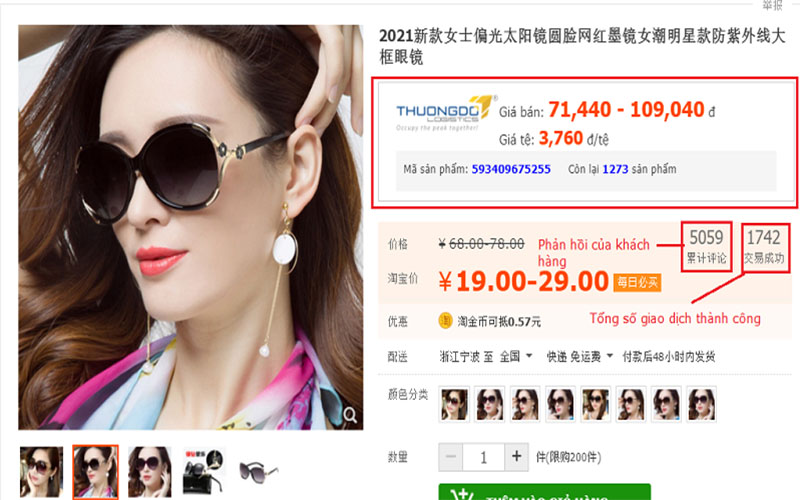 举报
2021新款女士偏光太阳镜圆脸网红墨镜女潮明星款防紫外线大
框眼镜
THUONGDO
LOGISTICS
Occupy the peak together!
Giá bán: 71,440 - 109,040 đ
Giá tệ: 3,760 đ/tệ
Mã sản phẩm: 593409675255 Còn lại 1273 sản phẩm
价格 ¥ 68.00-78.00
Phản hồi của khách
hàng
5059
累计评论
1742
交易成功
淘宝价 ¥ 19.00-29.00 每日必买
Tổng số giao dịch thành công
优惠 淘金币可抵0.57元
配送 浙江宁波 至 全国 快递 免运费 付款后48小时内发货
颜色分类
数量 − 1 + 件(限购200件)
THÊM VÀO GIỎ HÀNG